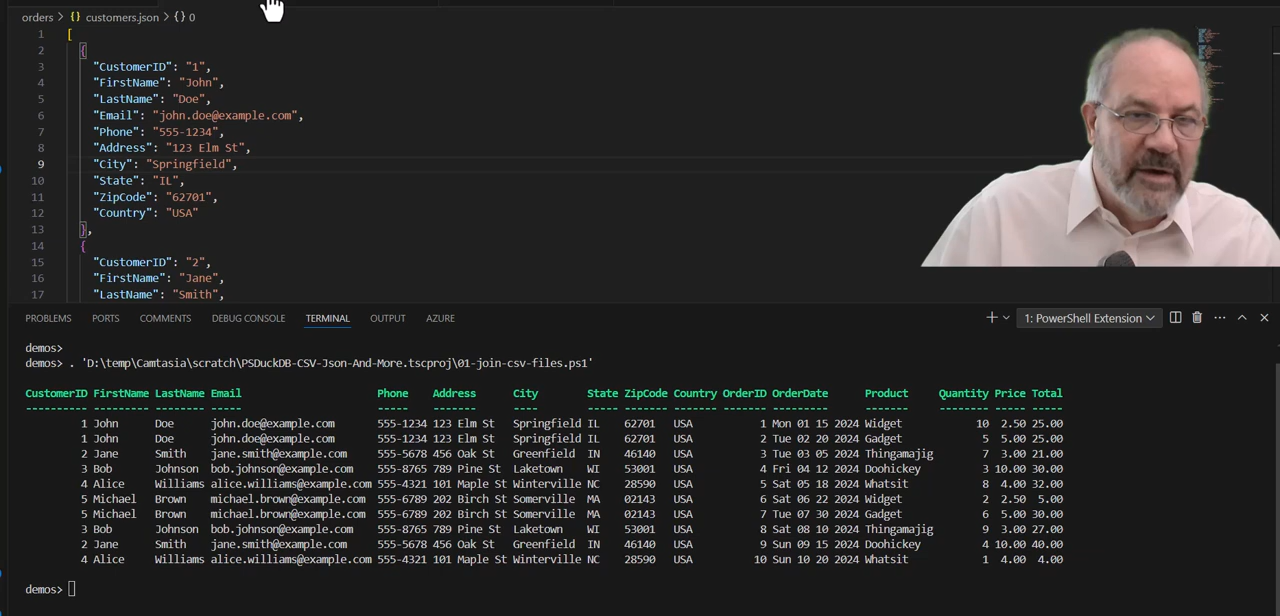 orders > {} customers.json > {} 0
1 [
2 {
3 "CustomerID": "1",
4 "FirstName": "John",
5 "LastName": "Doe",
6 "Email": "john.doe@example.com",
7 "Phone": "555-1234",
8 "Address": "123 Elm St",
9 "City": "Springfield",
10 "State": "IL",
11 "ZipCode": "62701",
12 "Country": "USA"
13 },
14 {
15 "CustomerID": "2",
16 "FirstName": "Jane",
17 "LastName": "Smith",
PROBLEMS PORTS COMMENTS DEBUG CONSOLE TERMINAL OUTPUT AZURE 1: PowerShell Extension
demos>
demos> . 'D:\temp\Camtasia\scratch\PSDuckDB-CSV-Json-And-More.tscproj\01-join-csv-files.ps1'
CustomerID FirstName LastName Email Phone Address City State ZipCode Country OrderID OrderDate Product Quantity Price Total
---------- --------- -------- ----- ----- ------- ---- ----- ------- ------- ------- --------- ------- -------- ----- -----
1 John Doe john.doe@example.com 555-1234 123 Elm St Springfield IL 62701 USA 1 Mon 01 15 2024 Widget 10 2.50 25.00
1 John Doe john.doe@example.com 555-1234 123 Elm St Springfield IL 62701 USA 2 Tue 02 20 2024 Gadget 5 5.00 25.00
2 Jane Smith jane.smith@example.com 555-5678 456 Oak St Greenfield IN 46140 USA 3 Tue 03 05 2024 Thingamajig 7 3.00 21.00
3 Bob Johnson bob.johnson@example.com 555-8765 789 Pine St Laketown WI 53001 USA 4 Fri 04 12 2024 Doohickey 3 10.00 30.00
4 Alice Williams alice.williams@example.com 555-4321 101 Maple St Winterville NC 28590 USA 5 Sat 05 18 2024 Whatsit 8 4.00 32.00
5 Michael Brown michael.brown@example.com 555-6789 202 Birch St Somerville MA 02143 USA 6 Sat 06 22 2024 Widget 2 2.50 5.00
5 Michael Brown michael.brown@example.com 555-6789 202 Birch St Somerville MA 02143 USA 7 Tue 07 30 2024 Gadget 6 5.00 30.00
3 Bob Johnson bob.johnson@example.com 555-8765 789 Pine St Laketown WI 53001 USA 8 Sat 08 10 2024 Thingamajig 9 3.00 27.00
2 Jane Smith jane.smith@example.com 555-5678 456 Oak St Greenfield IN 46140 USA 9 Sun 09 15 2024 Doohickey 4 10.00 40.00
4 Alice Williams alice.williams@example.com 555-4321 101 Maple St Winterville NC 28590 USA 10 Sun 10 20 2024 Whatsit 1 4.00 4.00
demos>